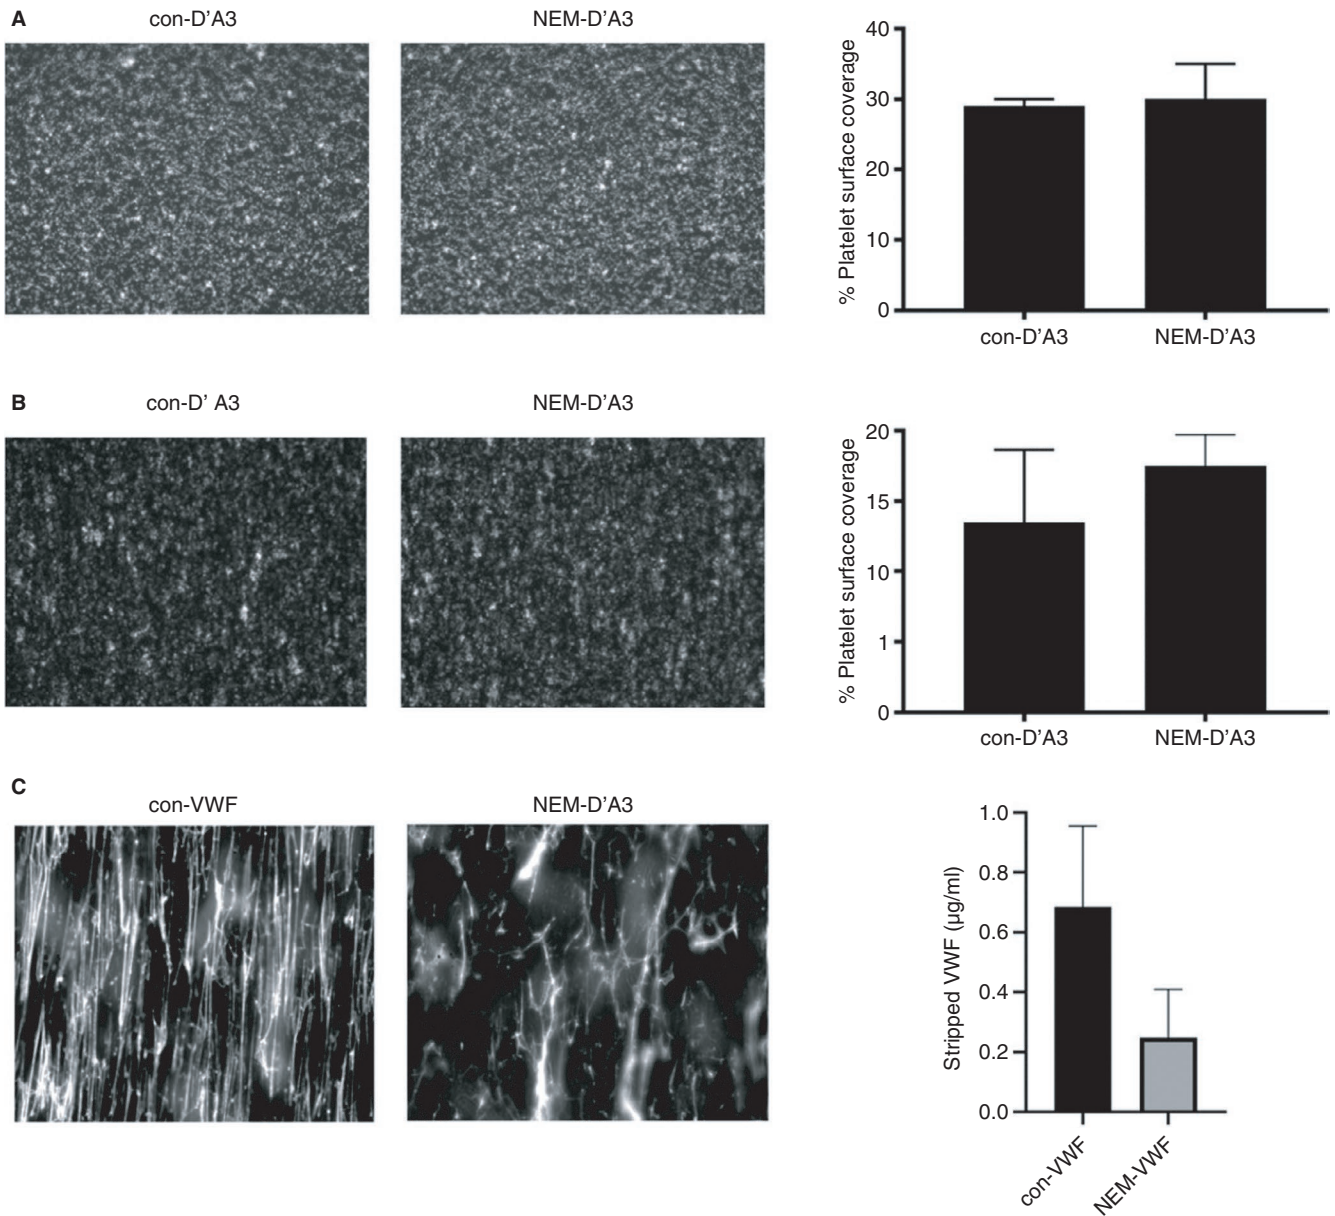 A
con-D’A3
NEM-D’A3
% Platelet surface coverage
40
30
20
10
0
con-D’A3
NEM-D’A3
B
con-D’ A3
NEM-D’A3
% Platelet surface coverage
20
15
10
1
0
con-D’A3
NEM-D’A3
C
con-VWF
NEM-D’A3
Stripped VWF (µg/ml)
1.0
0.8
0.6
0.4
0.2
0.0
con-VWF
NEM-VWF